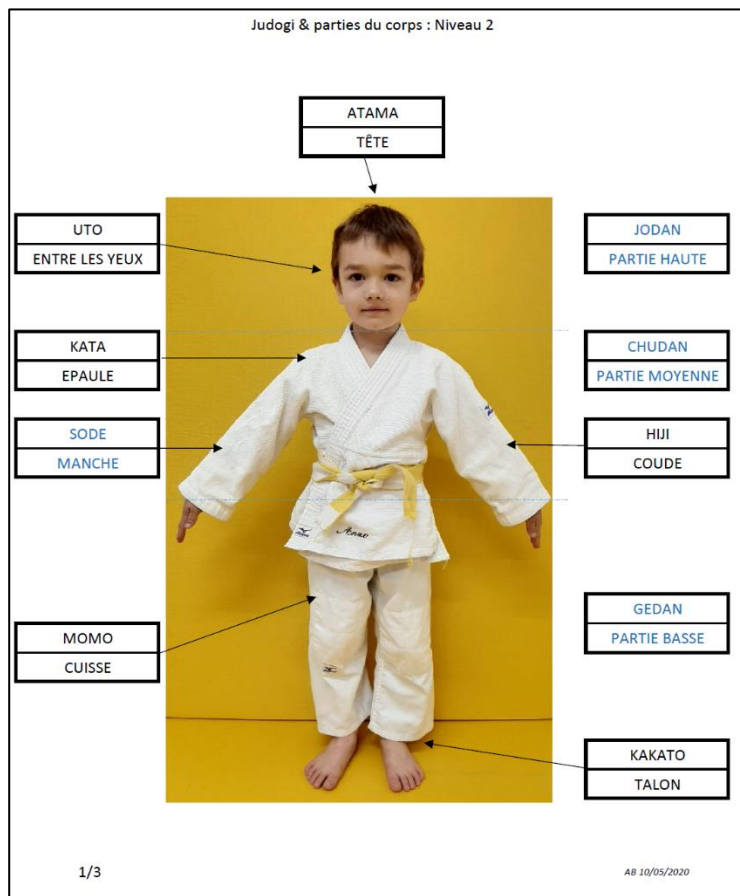 Judogi & parties du corps : Niveau 2
ATAMA
TÊTE
UTO
ENTRE LES YEUX
JODAN
PARTIE HAUTE
KATA
EPAULE
CHUDAN
PARTIE MOYENNE
SODE
MANCHE
HIJI
COUDE
GEDAN
PARTIE BASSE
MOMO
CUISSE
KAKATO
TALON
1/3
AB 10/05/2020